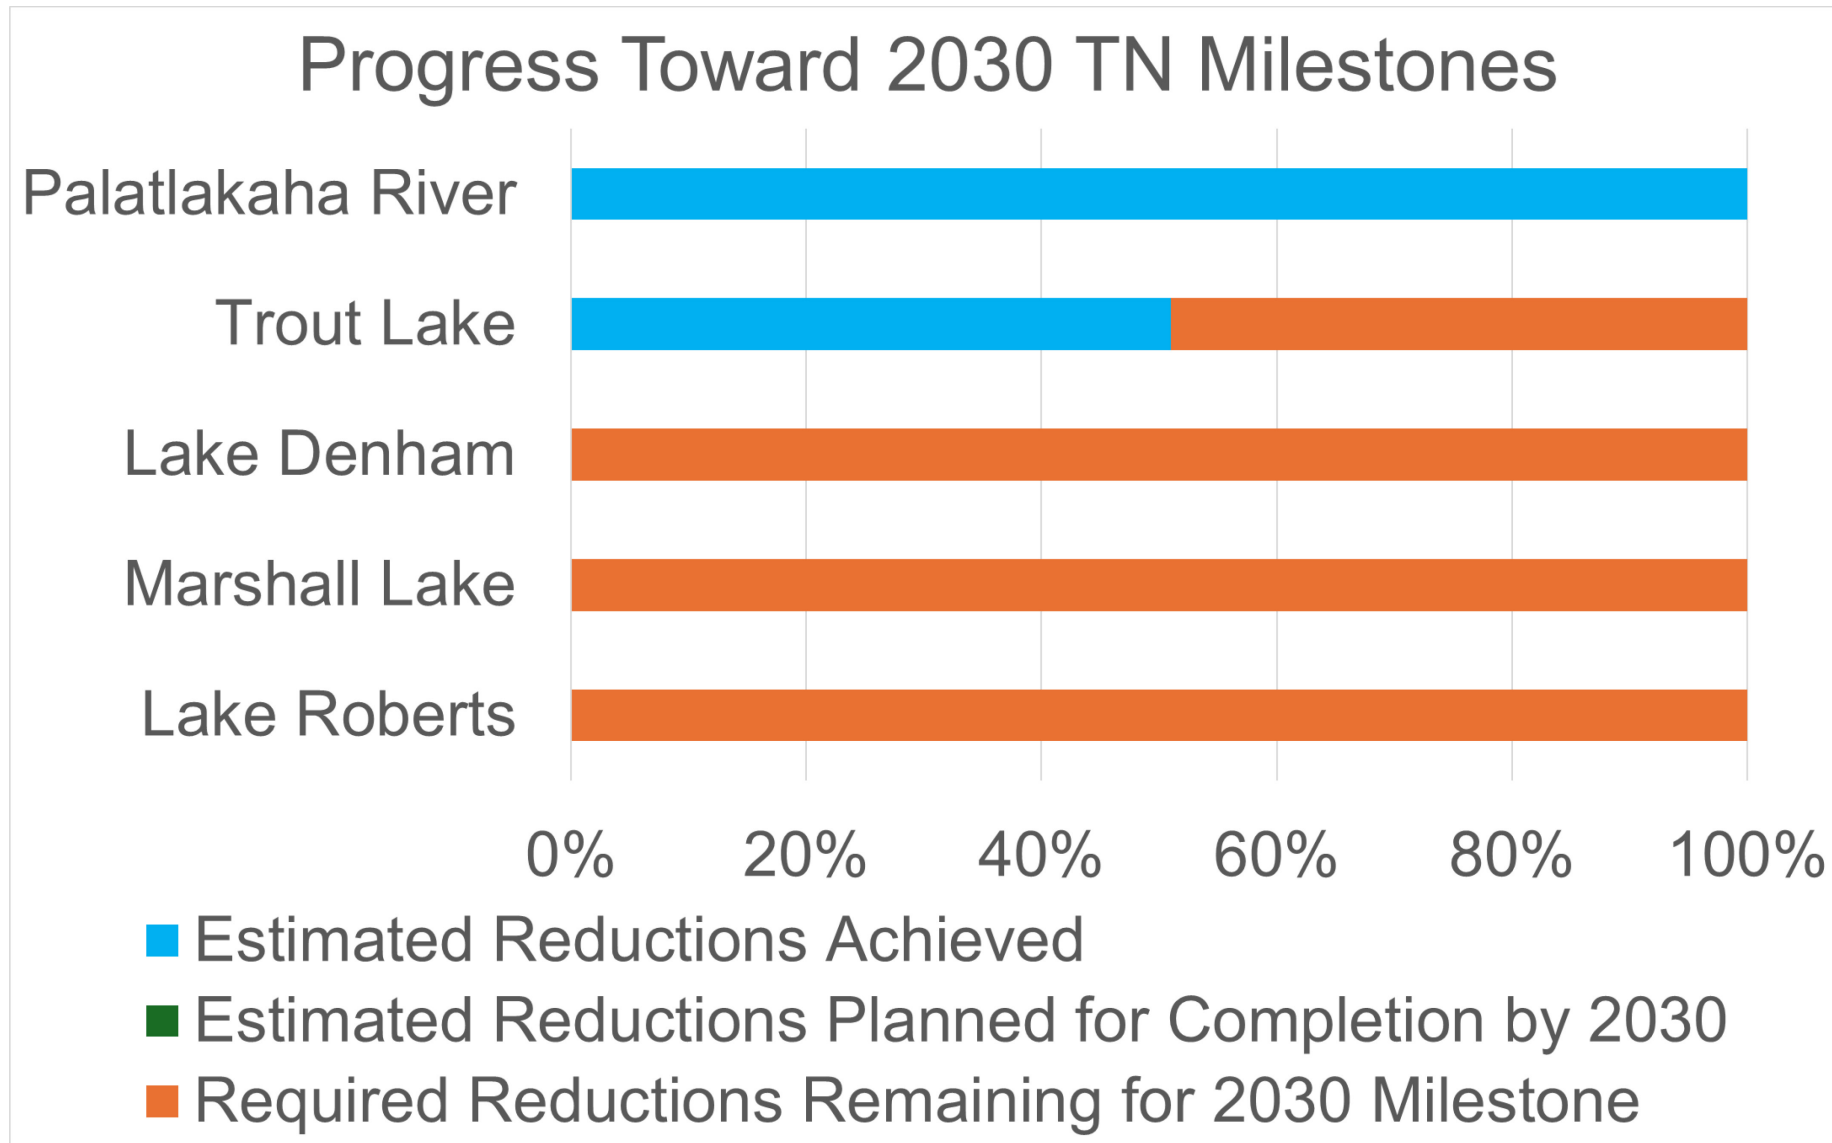 Progress Toward 2030 TN Milestones
Palatlakaha River
Trout Lake
Lake Denham
Marshall Lake
Lake Roberts
0% 20% 40% 60% 80% 100%
Estimated Reductions Achieved
Estimated Reductions Planned for Completion by 2030
Required Reductions Remaining for 2030 Milestone